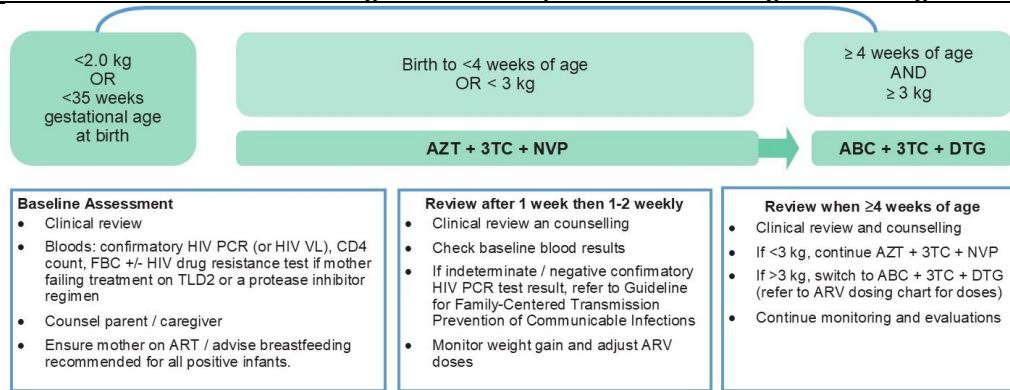 <2.0 kg
OR
<35 weeks
gestational age
at birth
Birth to <4 weeks of age
OR < 3 kg
≥ 4 weeks of age
AND
≥ 3 kg
AZT + 3TC + NVP
ABC + 3TC + DTG
Baseline Assessment
• Clinical review
• Bloods: confirmatory HIV PCR (or HIV VL), CD4
count, FBC +/- HIV drug resistance test if mother
failing treatment on TLD2 or a protease inhibitor
regimen
• Counsel parent / caregiver
• Ensure mother on ART / advise breastfeeding
recommended for all positive infants.
Review after 1 week then 1-2 weekly
• Clinical review an counselling
• Check baseline blood results
• If indeterminate / negative confirmatory
HIV PCR test result, refer to Guideline
for Family-Centered Transmission
Prevention of Communicable Infections
• Monitor weight gain and adjust ARV
doses
Review when ≥4 weeks of age
• Clinical review and counselling
• If <3 kg, continue AZT + 3TC + NVP
• If >3 kg, switch to ABC + 3TC + DTG
(refer to ARV dosing chart for doses)
• Continue monitoring and evaluations